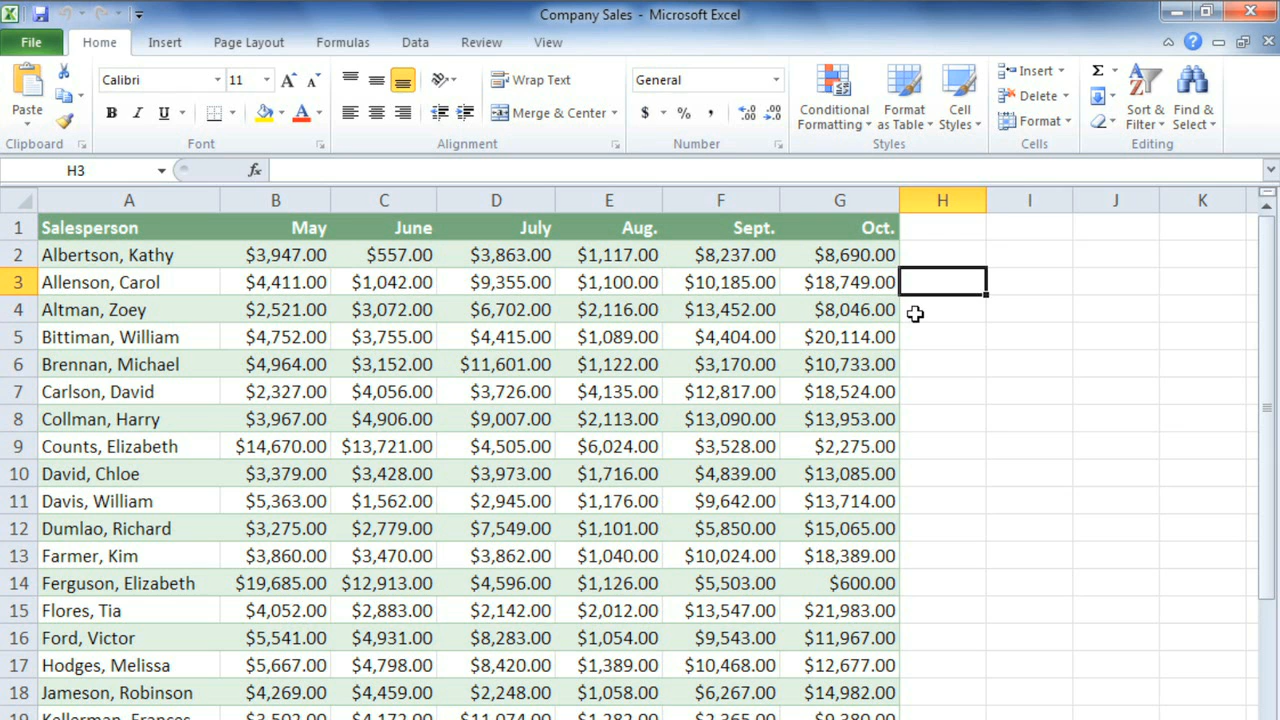 Company Sales - Microsoft Excel
File Home Insert Page Layout Formulas Data Review View
Paste
Calibri 11
B I U
Wrap Text
Merge & Center
General
$ % ,
Conditional Formatting
Format as Table
Cell Styles
Insert
Delete
Format
Σ
Sort & Filter
Find & Select
Clipboard Font Alignment Number Styles Cells Editing
H3 fx
A B C D E F G H I J K
1 Salesperson May June July Aug. Sept. Oct.
2 Albertson, Kathy $3,947.00 $557.00 $3,863.00 $1,117.00 $8,237.00 $8,690.00
3 Allenson, Carol $4,411.00 $1,042.00 $9,355.00 $1,100.00 $10,185.00 $18,749.00
4 Altman, Zoey $2,521.00 $3,072.00 $6,702.00 $2,116.00 $13,452.00 $8,046.00
5 Bittiman, William $4,752.00 $3,755.00 $4,415.00 $1,089.00 $4,404.00 $20,114.00
6 Brennan, Michael $4,964.00 $3,152.00 $11,601.00 $1,122.00 $3,170.00 $10,733.00
7 Carlson, David $2,327.00 $4,056.00 $3,726.00 $4,135.00 $12,817.00 $18,524.00
8 Collman, Harry $3,967.00 $4,906.00 $9,007.00 $2,113.00 $13,090.00 $13,953.00
9 Counts, Elizabeth $14,670.00 $13,721.00 $4,505.00 $6,024.00 $3,528.00 $2,275.00
10 David, Chloe $3,379.00 $3,428.00 $3,973.00 $1,716.00 $4,839.00 $13,085.00
11 Davis, William $5,363.00 $1,562.00 $2,945.00 $1,176.00 $9,642.00 $13,714.00
12 Dumlao, Richard $3,275.00 $2,779.00 $7,549.00 $1,101.00 $5,850.00 $15,065.00
13 Farmer, Kim $3,860.00 $3,470.00 $3,862.00 $1,040.00 $10,024.00 $18,389.00
14 Ferguson, Elizabeth $19,685.00 $12,913.00 $4,596.00 $1,126.00 $5,503.00 $600.00
15 Flores, Tia $4,052.00 $2,883.00 $2,142.00 $2,012.00 $13,547.00 $21,983.00
16 Ford, Victor $5,541.00 $4,931.00 $8,283.00 $1,054.00 $9,543.00 $11,967.00
17 Hodges, Melissa $5,667.00 $4,798.00 $8,420.00 $1,389.00 $10,468.00 $12,677.00
18 Jameson, Robinson $4,269.00 $4,459.00 $2,248.00 $1,058.00 $6,267.00 $14,982.00